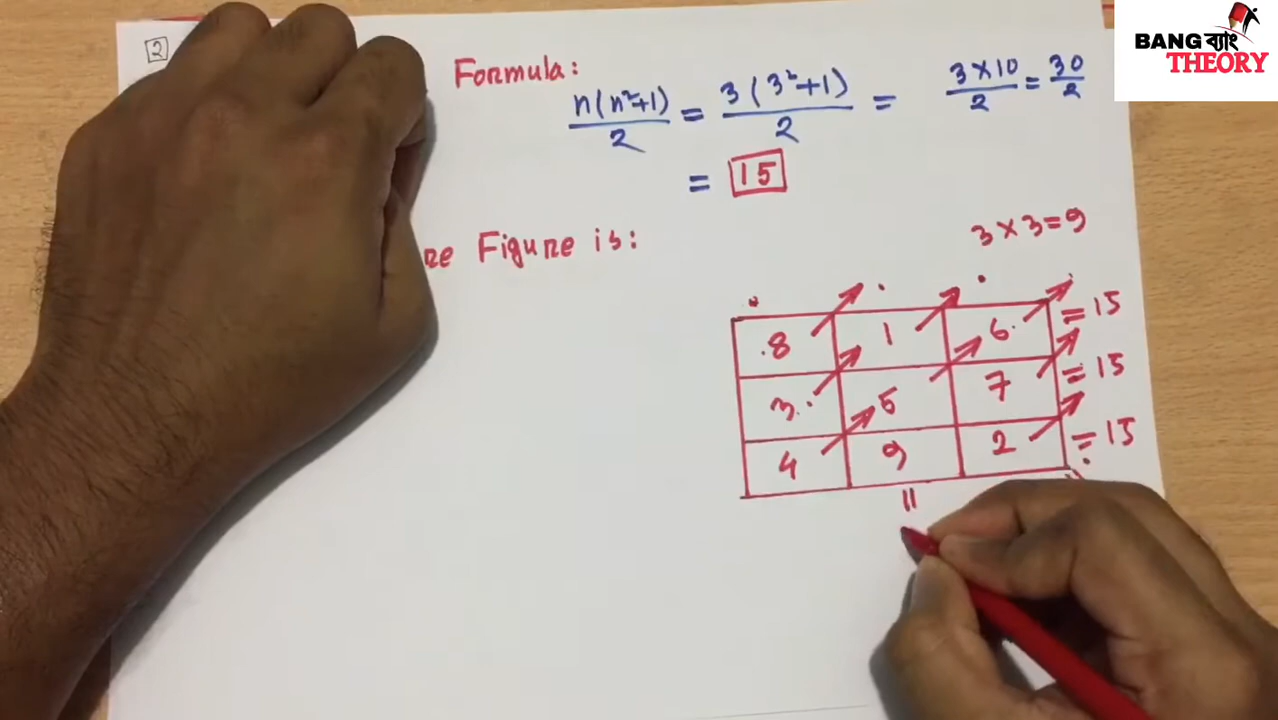 2
BANG ব্যাং
THEORY
Formula:
n(n²+1)/2 = 3(3²+1)/2 = 3×10/2 = 30/2
= 15
re Figure is:
3×3=9
8 1 6 =15
3 5 7 =15
4 9 2 =15
=